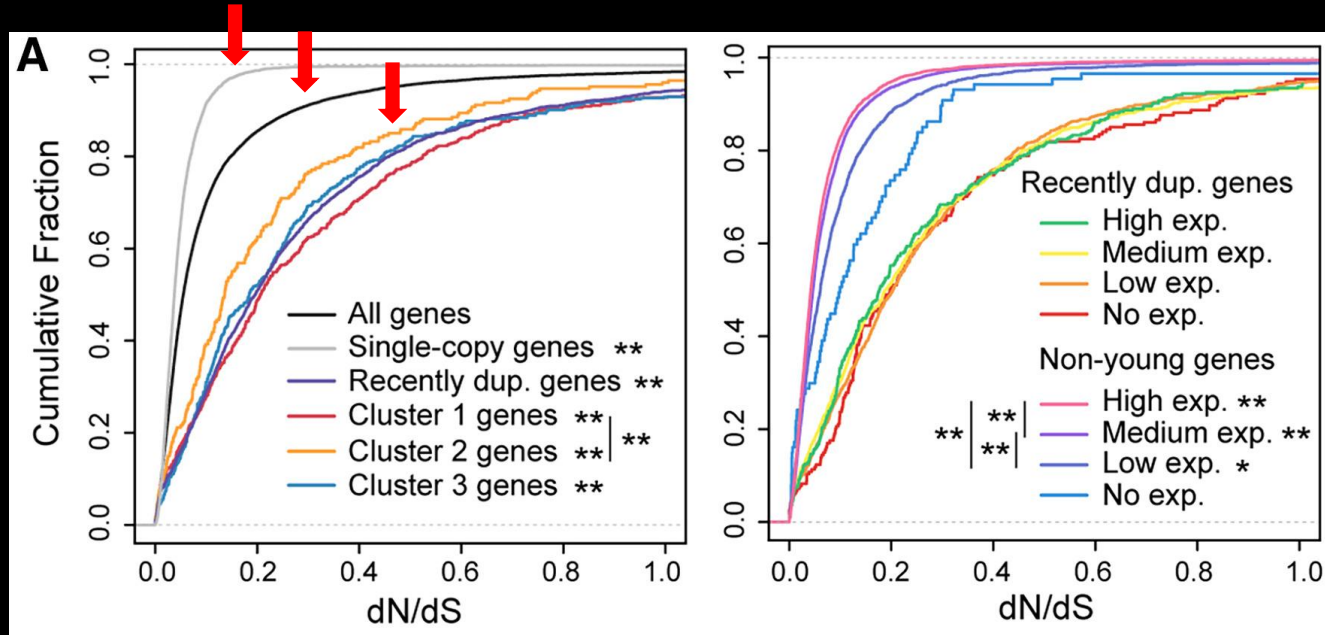 A
Cumulative Fraction
1.0
0.8
0.6
0.4
0.2
0.0
All genes
Single-copy genes **
Recently dup. genes **
Cluster 1 genes **
**
Cluster 2 genes **
Cluster 3 genes **
0.0 0.2 0.4 0.6 0.8 1.0
dN/dS
1.0
0.8
0.6
0.4
0.2
0.0
Recently dup. genes
High exp.
Medium exp.
Low exp.
No exp.
Non-young genes
High exp. **
** **
Medium exp. **
**
Low exp. *
No exp.
0.0 0.2 0.4 0.6 0.8 1.0
dN/dS